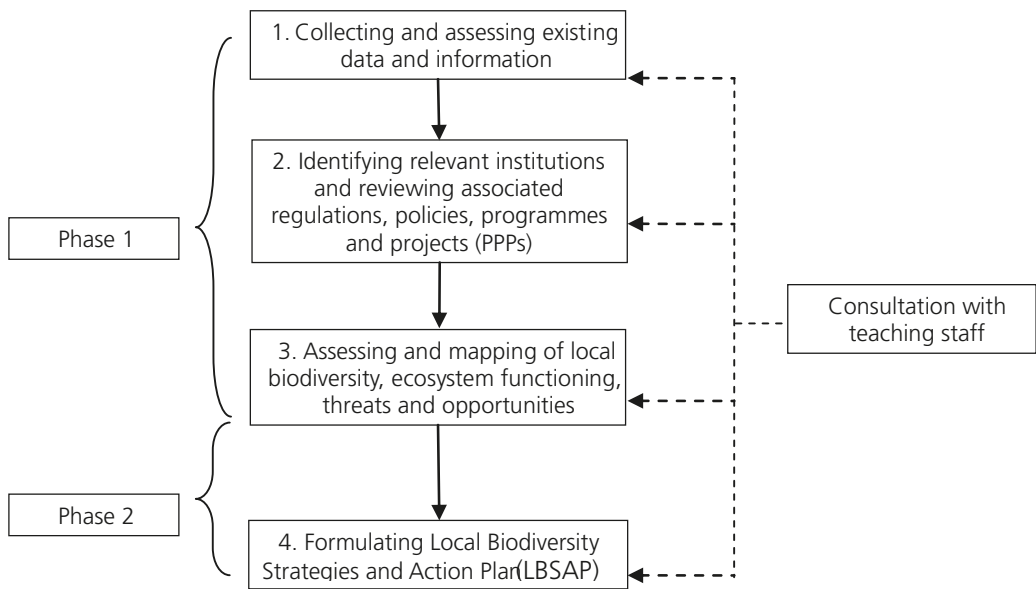 1. Collecting and assessing existing
data and information
2. Identifying relevant institutions
and reviewing associated
regulations, policies, programmes
and projects (PPPs)
Phase 1
Consultation with
teaching staff
3. Assessing and mapping of local
biodiversity, ecosystem functioning,
threats and opportunities
Phase 2
4. Formulating Local Biodiversity
Strategies and Action Plan(LBSAP)